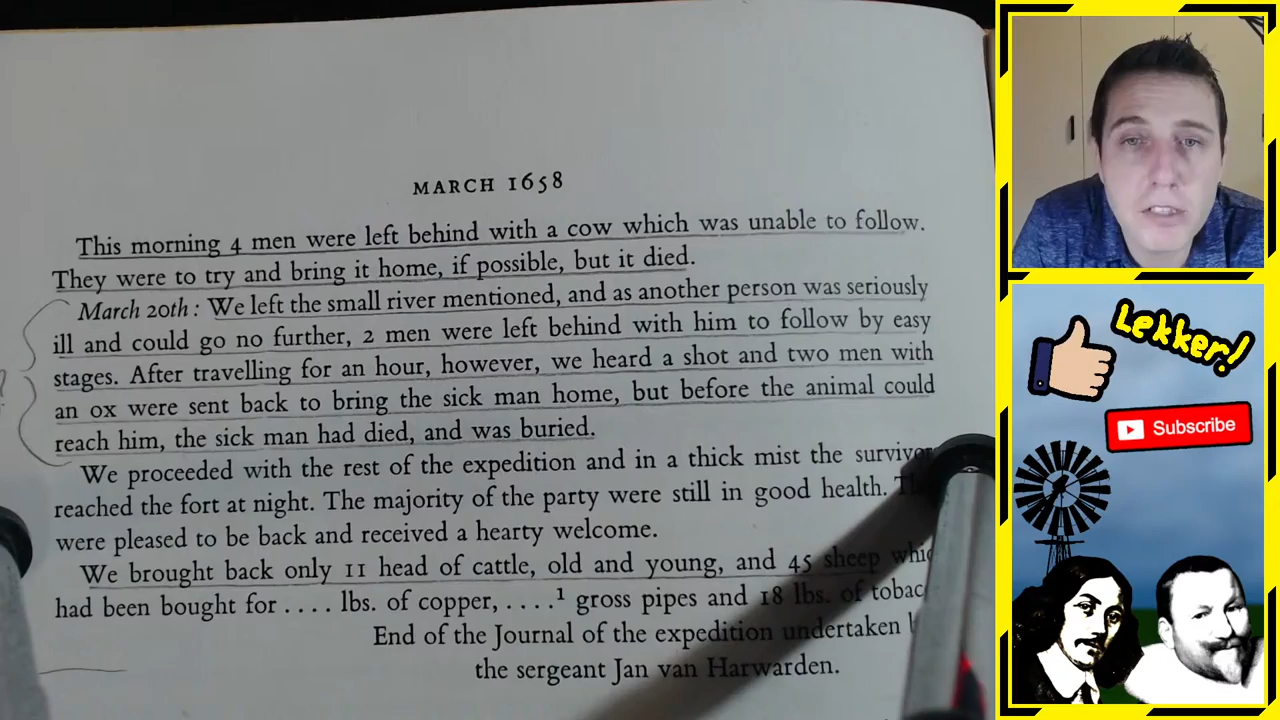 MARCH 1658
This morning 4 men were left behind with a cow which was unable to follow.
They were to try and bring it home, if possible, but it died.
March 20th: We left the small river mentioned, and as another person was seriously
ill and could go no further, 2 men were left behind with him to follow by easy
stages. After travelling for an hour, however, we heard a shot and two men with
an ox were sent back to bring the sick man home, but before the animal could
reach him, the sick man had died, and was buried.
We proceeded with the rest of the expedition and in a thick mist the
reached the fort at night. The majority of the party were still in good health.
were pleased to be back and received a hearty welcome.
We brought back only 11 head of cattle, old and young, and 45 sheep
had been bought for .... lbs. of copper, ....¹ gross pipes and 18 lbs. of
End of the Journal of the expedition undertaken
the sergeant Jan van Harwarden.
Lekker!
Subscribe